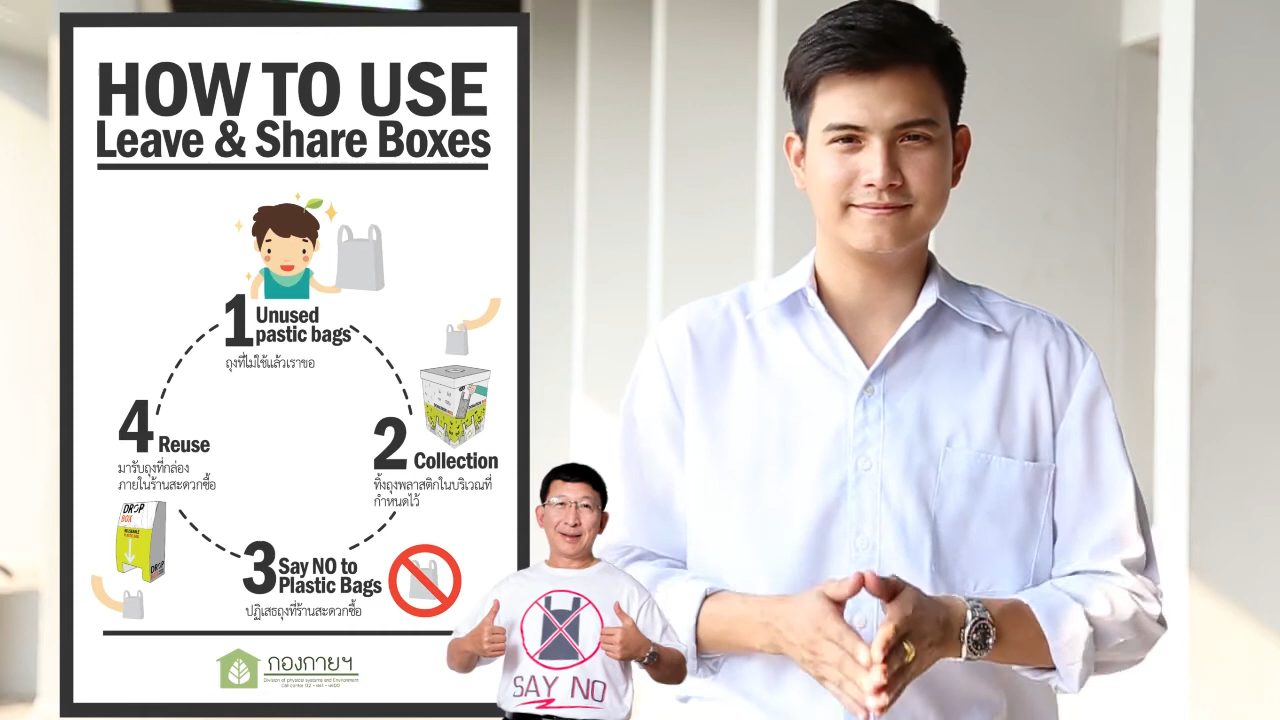 HOW TO USE
Leave & Share Boxes
1 Unused
pastic bags
ถุงที่ไม่ใช้แล้วเราขอ
2 Collection
ทิ้งถุงพลาสติกในบริเวณที่
กำหนดไว้
3 Say NO to
Plastic Bags
ปฏิเสธถุงที่ร้านสะดวกซื้อ
4 Reuse
มารับถุงที่กล่อง
ภายในร้านสะดวกซื้อ
DROP
BOX
DROP
กองกายฯ
Division of physical systems and Environment
SAY NO